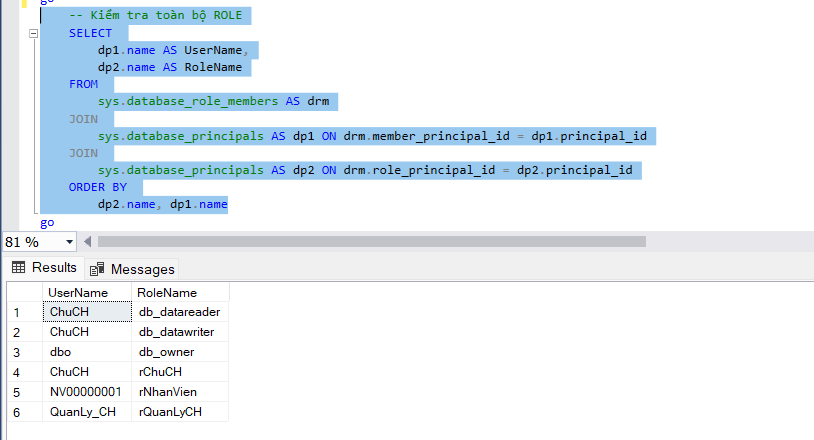 go
-- Kiểm tra toàn bộ ROLE
SELECT
dp1.name AS UserName,
dp2.name AS RoleName
FROM
sys.database_role_members AS drm
JOIN
sys.database_principals AS dp1 ON drm.member_principal_id = dp1.principal_id
JOIN
sys.database_principals AS dp2 ON drm.role_principal_id = dp2.principal_id
ORDER BY
dp2.name, dp1.name
go
81 %
Results Messages
UserName RoleName
1 ChuCH db_datareader
2 ChuCH db_datawriter
3 dbo db_owner
4 ChuCH rChuCH
5 NV00000001 rNhanVien
6 QuanLy_CH rQuanLyCH